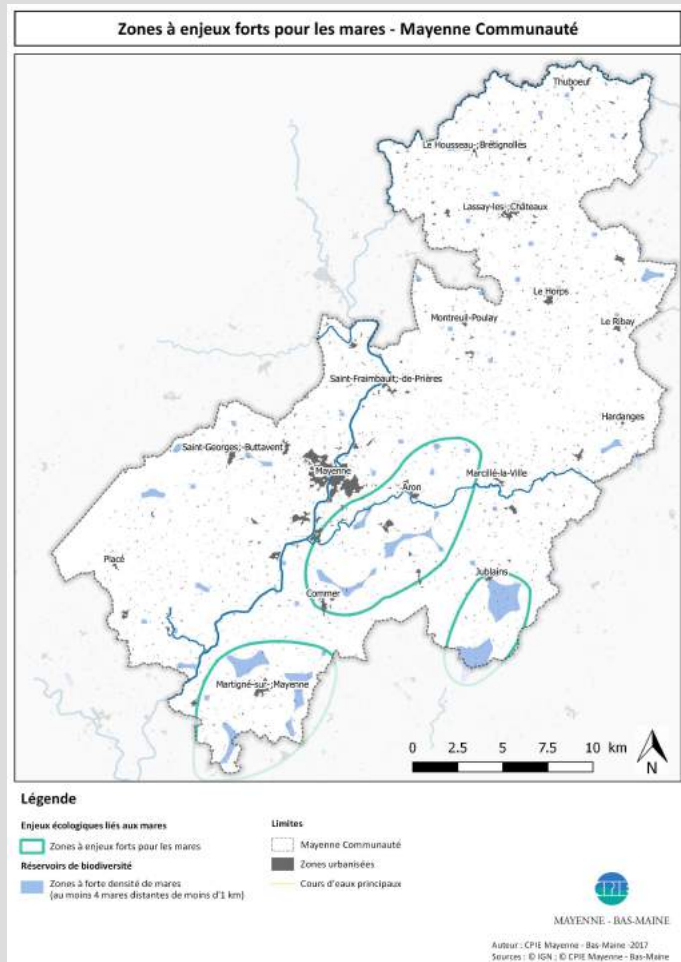 Zones à enjeux forts pour les mares - Mayenne Communauté
Thuboeuf
Le Housseau-;Brétignolles
Lassay-les-;Châteaux
Le Horps
Montreuil-Poulay
Le Ribay
Saint-Fraimbault;-de-Prières
Hardanges
Saint-Georges;-Buttavent
Mayenne
Marcillé-la-Ville
Aron
Placé
Jublains
Commer
Martigné-sur-;Mayenne
0 2.5 5 7.5 10 km
N
Légende
Enjeux écologiques liés aux mares
Zones à enjeux forts pour les mares
Réservoirs de biodiversité
Zones à forte densité de mares
(au moins 4 mares distantes de moins d'1 km)
Limites
Mayenne Communauté
Zones urbanisées
Cours d'eaux principaux
CPIE
MAYENNE - BAS-MAINE
Auteur : CPIE Mayenne - Bas-Maine -2017
Sources : © IGN ; © CPIE Mayenne - Bas-Maine